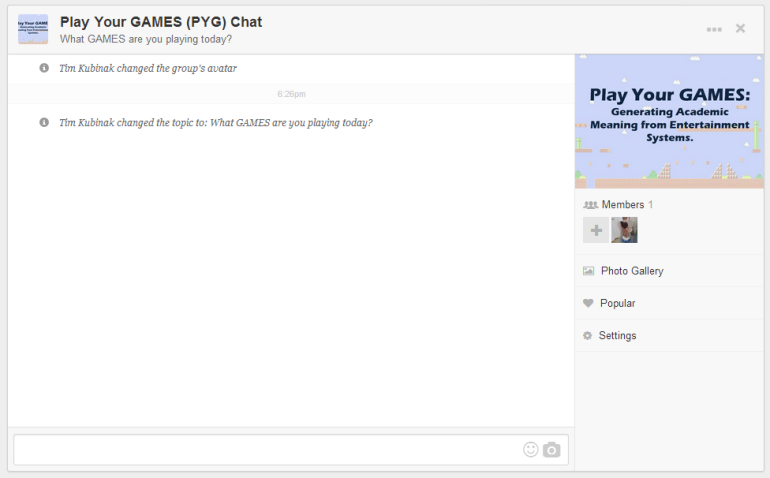 Play Your GAMES (PYG) Chat
What GAMES are you playing today?
Tim Kubinak changed the group's avatar
6:26pm
Tim Kubinak changed the topic to: What GAMES are you playing today?
Play Your GAMES:
Generating Academic
Meaning from Entertainment
Systems.
Members 1
Photo Gallery
Popular
Settings